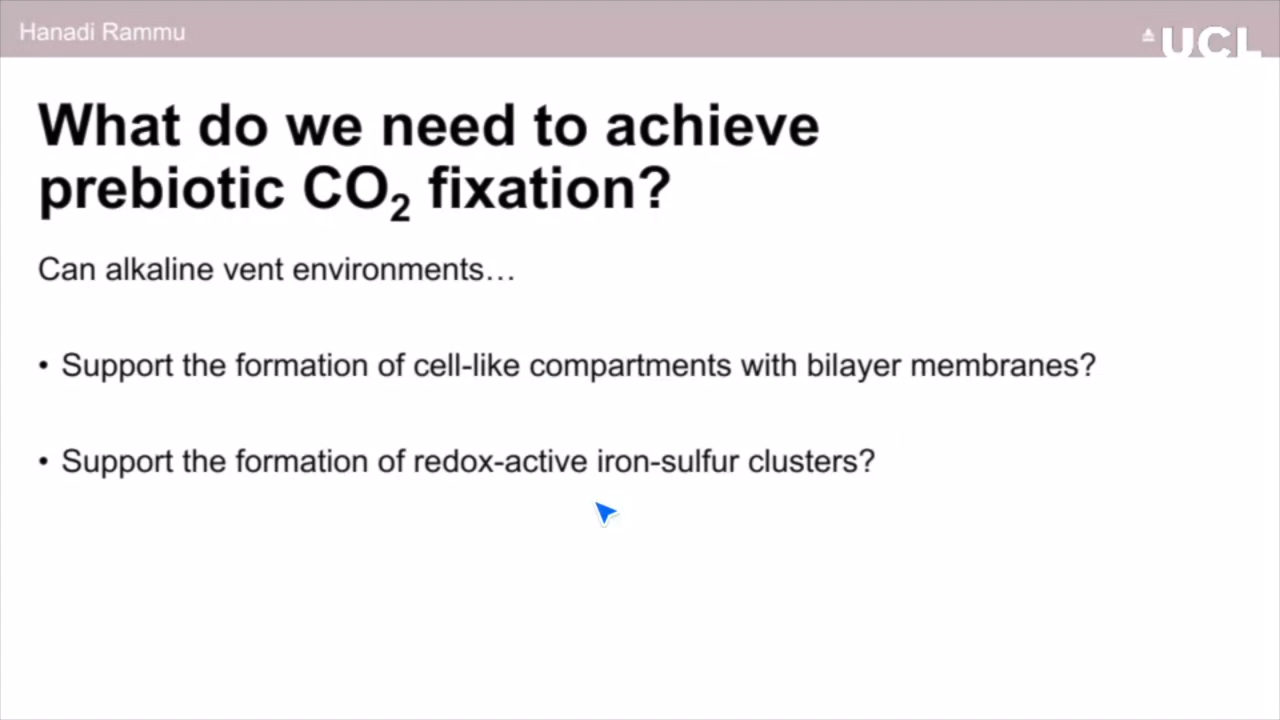 Hanadi Rammu
UCL
What do we need to achieve
prebiotic CO₂ fixation?
Can alkaline vent environments…
• Support the formation of cell-like compartments with bilayer membranes?
• Support the formation of redox-active iron-sulfur clusters?